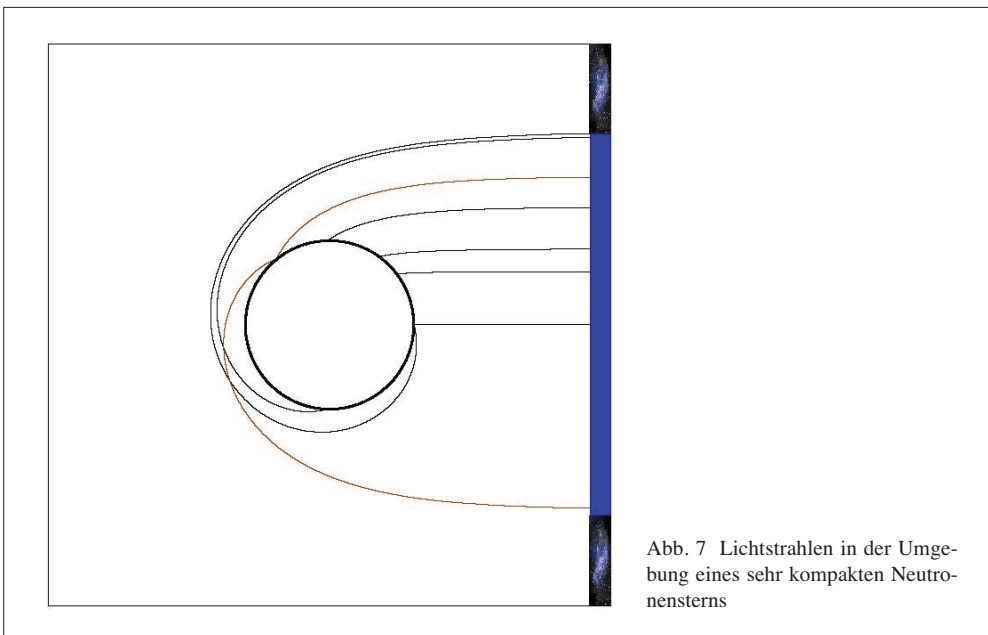 Abb. 7 Lichtstrahlen in der Umge-
bung eines sehr kompakten Neutro-
nensterns